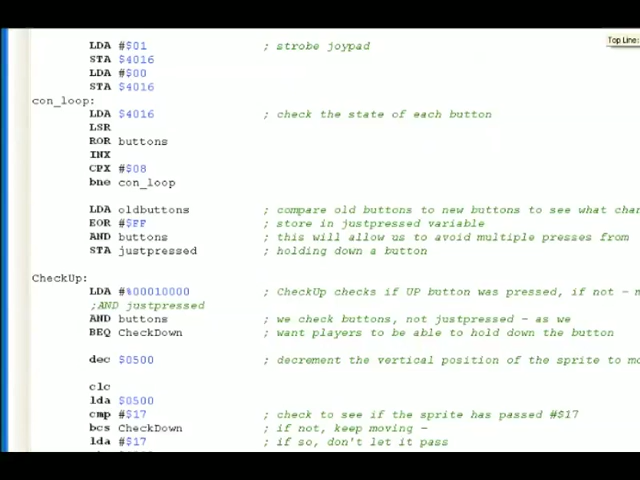 Top Line:
LDA #$01 ; strobe joypad
STA $4016
LDA #$00
STA $4016
con_loop:
LDA $4016 ; check the state of each button
LSR
ROR buttons
INX
CPX #$08
bne con_loop
LDA oldbuttons ; compare old buttons to new buttons to see what chan
EOR #$FF ; store in justpressed variable
AND buttons ; this will allow us to avoid multiple presses from
STA justpressed ; holding down a button
CheckUp:
LDA #%00010000 ; CheckUp checks if UP button was pressed, if not - m
;AND justpressed
AND buttons ; we check buttons, not justpressed - as we
BEQ CheckDown ; want players to be able to hold down the button
dec $0500 ; decrement the vertical position of the sprite to mo
clc
lda $0500
cmp #$17 ; check to see if the sprite has passed #$17
bcs CheckDown ; if not, keep moving -
lda #$17 ; if so, don't let it pass